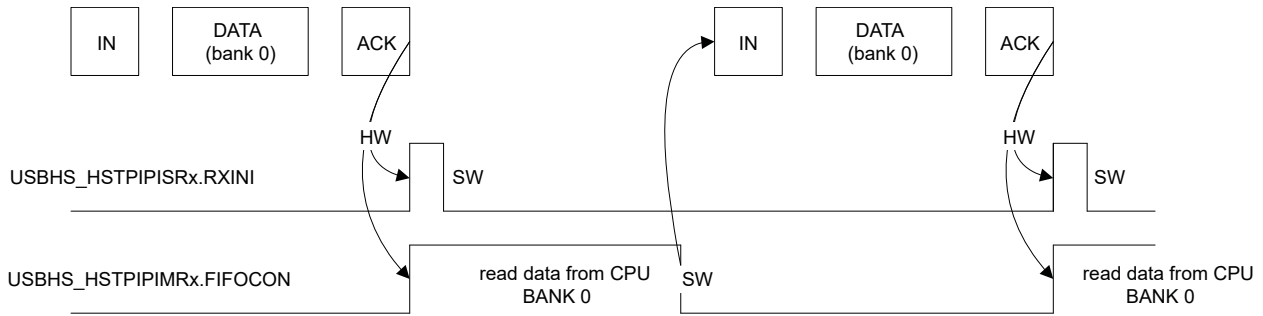 IN
DATA
(bank 0)
ACK
IN
DATA
(bank 0)
ACK
HW
HW
USBHS_HSTPIPISRx.RXINI
SW
SW
USBHS_HSTPIPIMRx.FIFOCON
read data from CPU
BANK 0
SW
read data from CPU
BANK 0